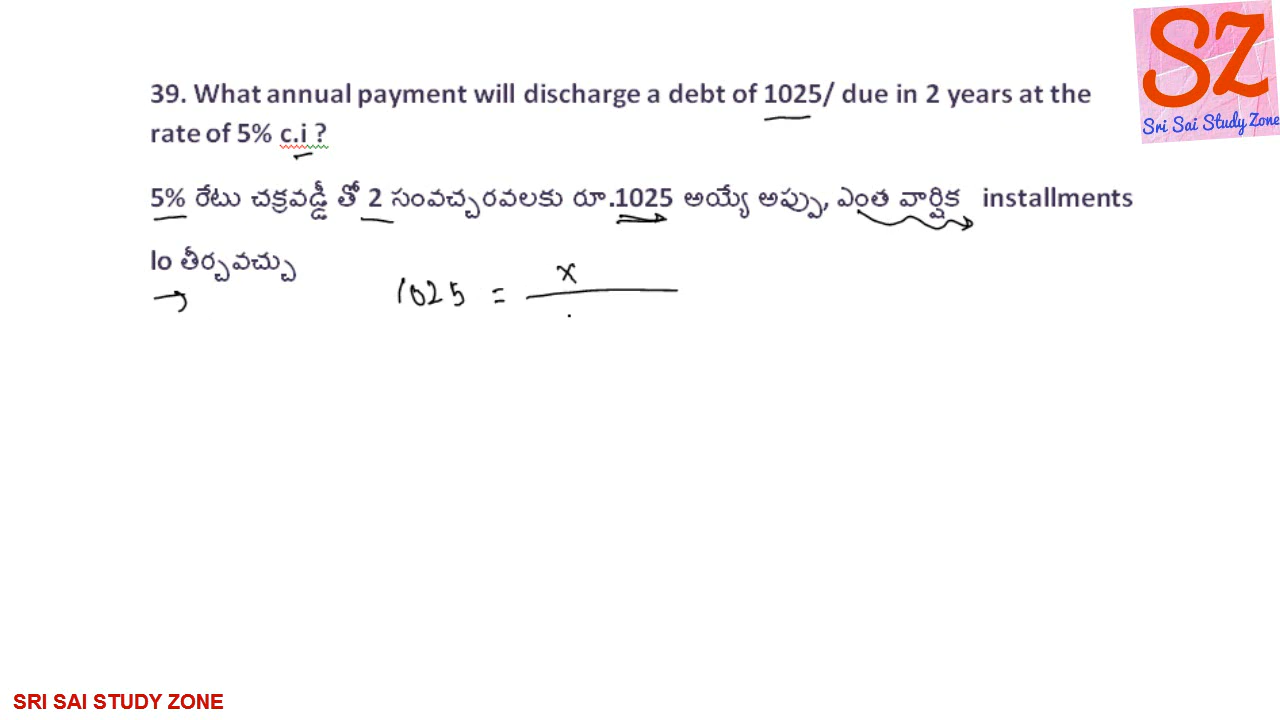 SZ
Sri Sai Study Zone
39. What annual payment will discharge a debt of 1025/ due in 2 years at the
rate of 5% c.i ?
5% రేటు చక్రవడ్డీ తో 2 సంవచ్చరవలకు రూ.1025 అయ్యే అప్పు, ఎంత వార్షిక installments
lo తీర్చవచ్చు
1025 = x
SRI SAI STUDY ZONE